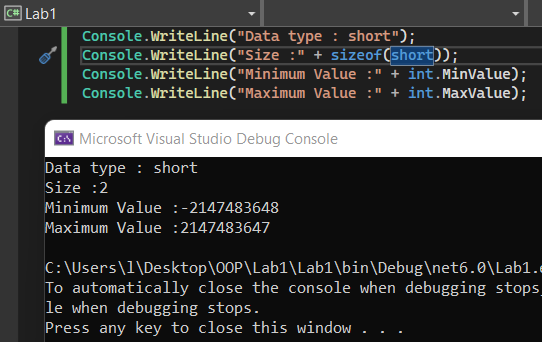 C# Lab1
Console.WriteLine("Data type : short");
Console.WriteLine("Size :" + sizeof(short));
Console.WriteLine("Minimum Value :" + int.MinValue);
Console.WriteLine("Maximum Value :" + int.MaxValue);
C:\ Microsoft Visual Studio Debug Console
Data type : short
Size :2
Minimum Value :-2147483648
Maximum Value :2147483647
C:\Users\l\Desktop\OOP\Lab1\Lab1\bin\Debug\net6.0\Lab1.e
To automatically close the console when debugging stops,
le when debugging stops.
Press any key to close this window . . .